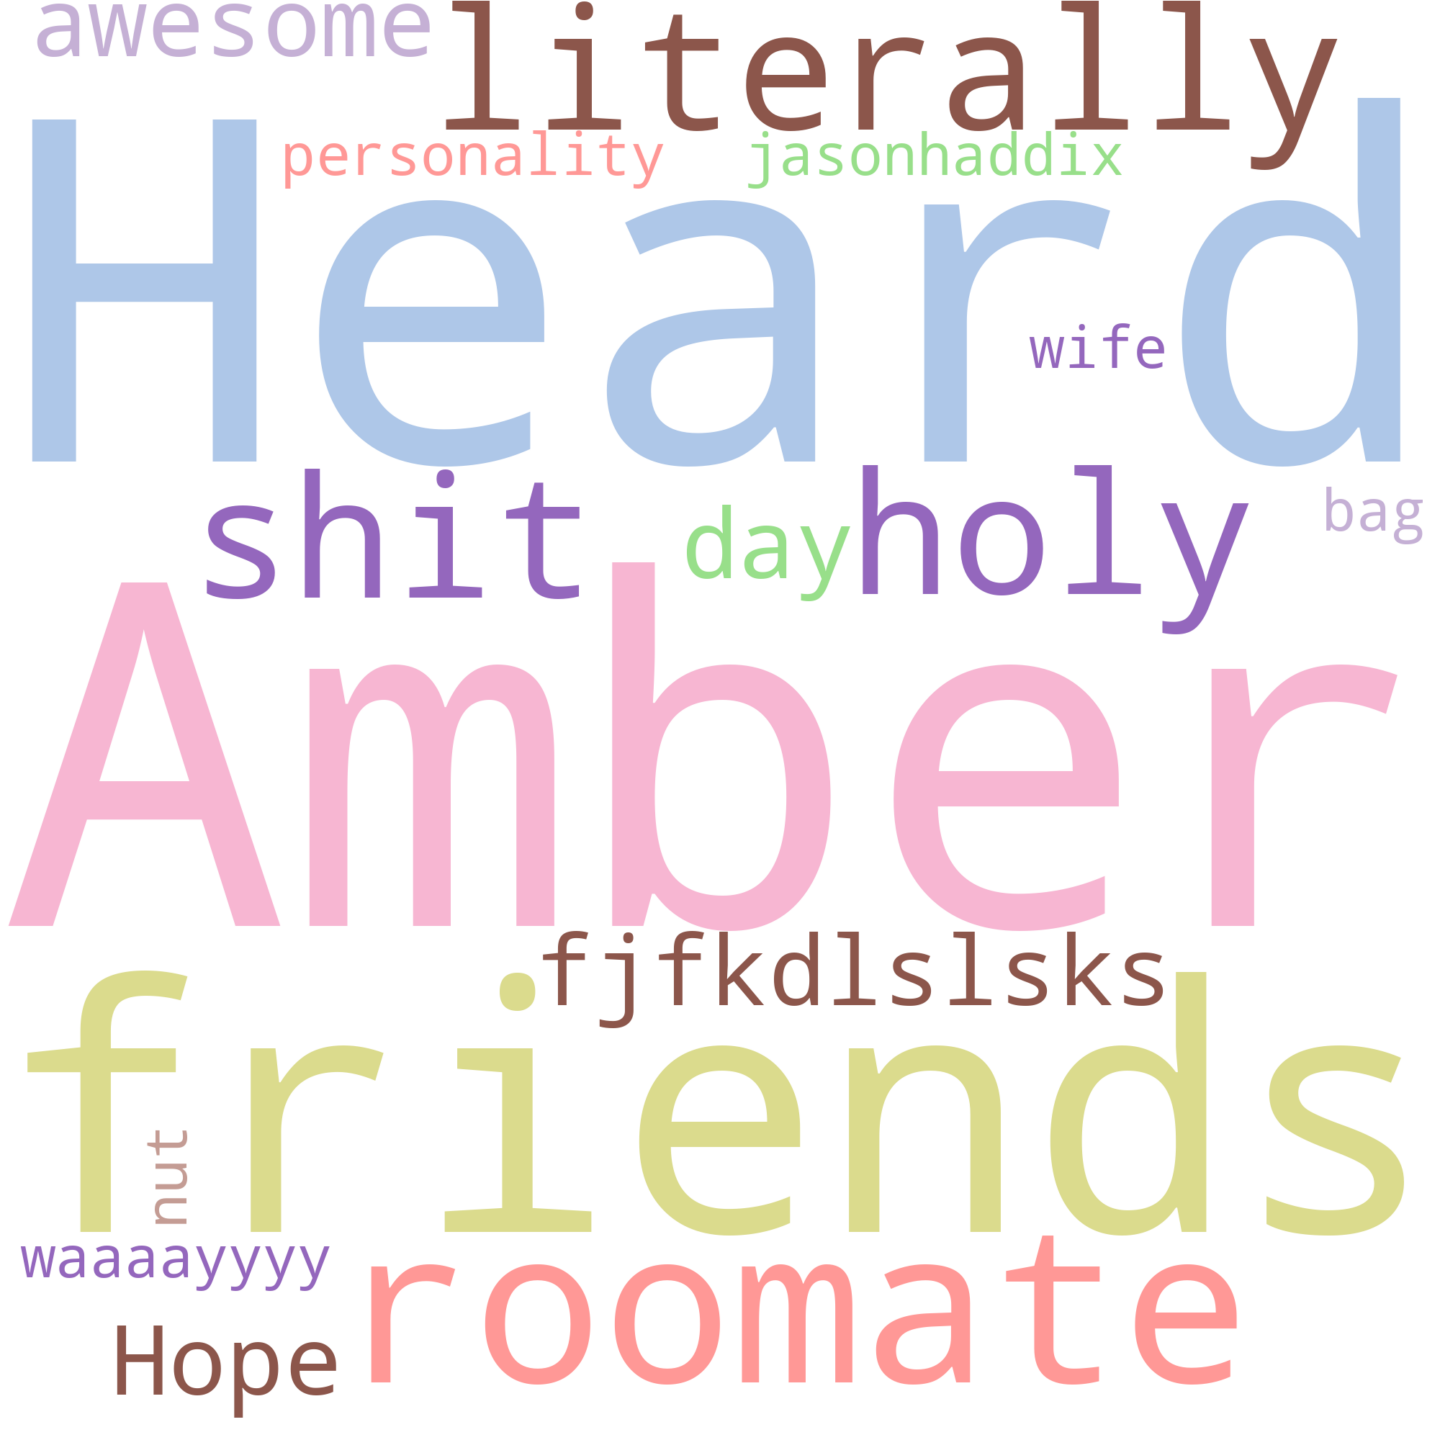 awesome
literally
personality
jasonhaddix
Heard
wife
shit
day
holy
bag
Amber
fjfkdlslsks
friends
nut
waaaayyyy
roomate
Hope